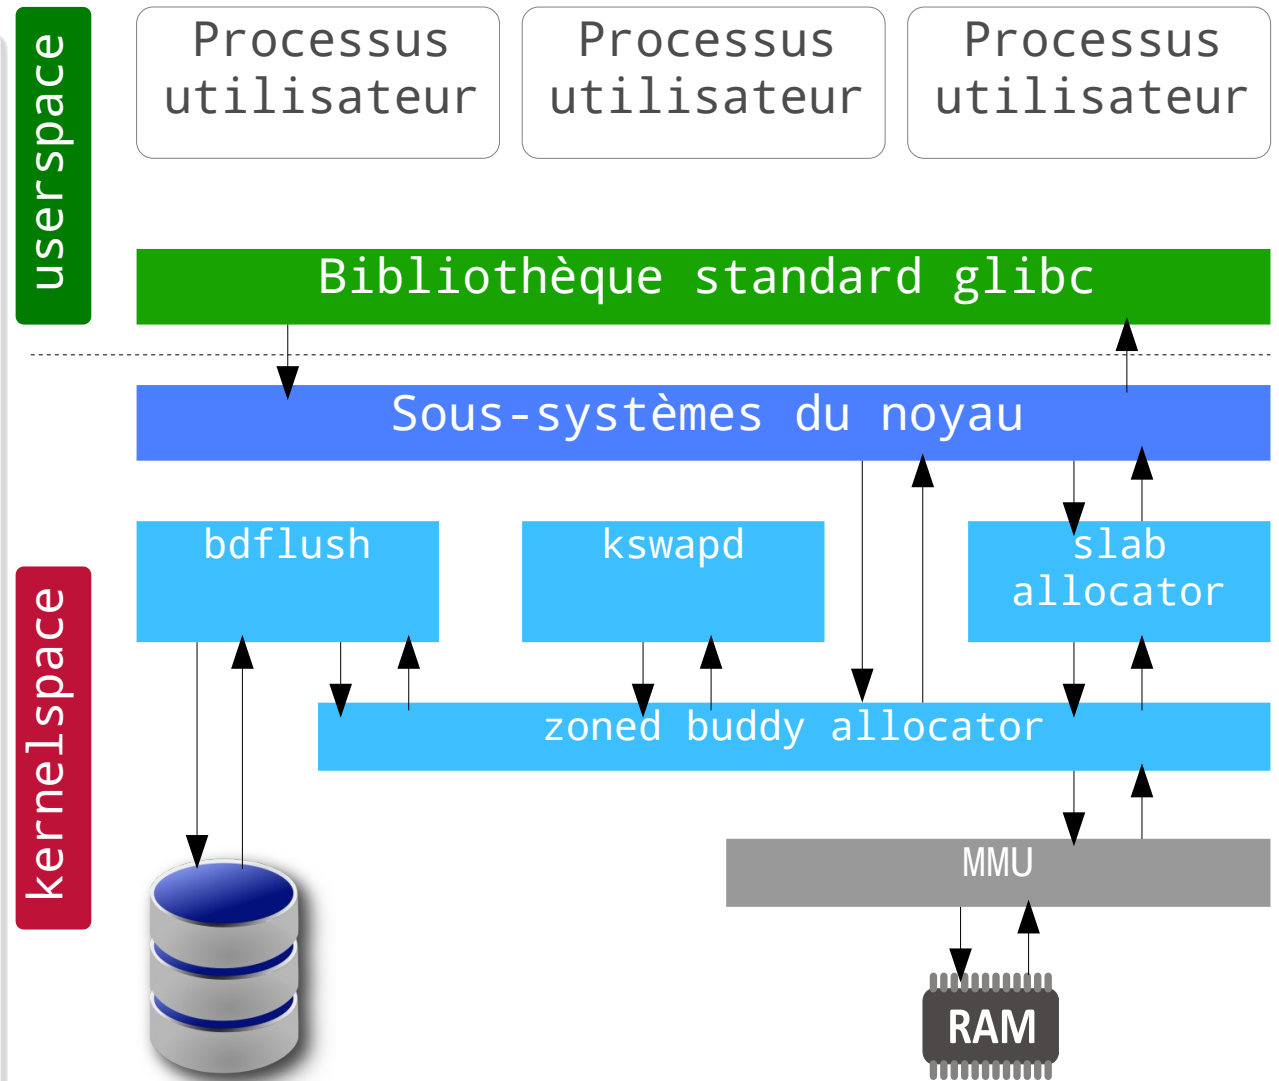 userspace
Processus
utilisateur
Processus
utilisateur
Processus
utilisateur
Bibliothèque standard glibc
Sous-systèmes du noyau
kernelspace
bdflush
kswapd
slab
allocator
zoned buddy allocator
MMU
RAM